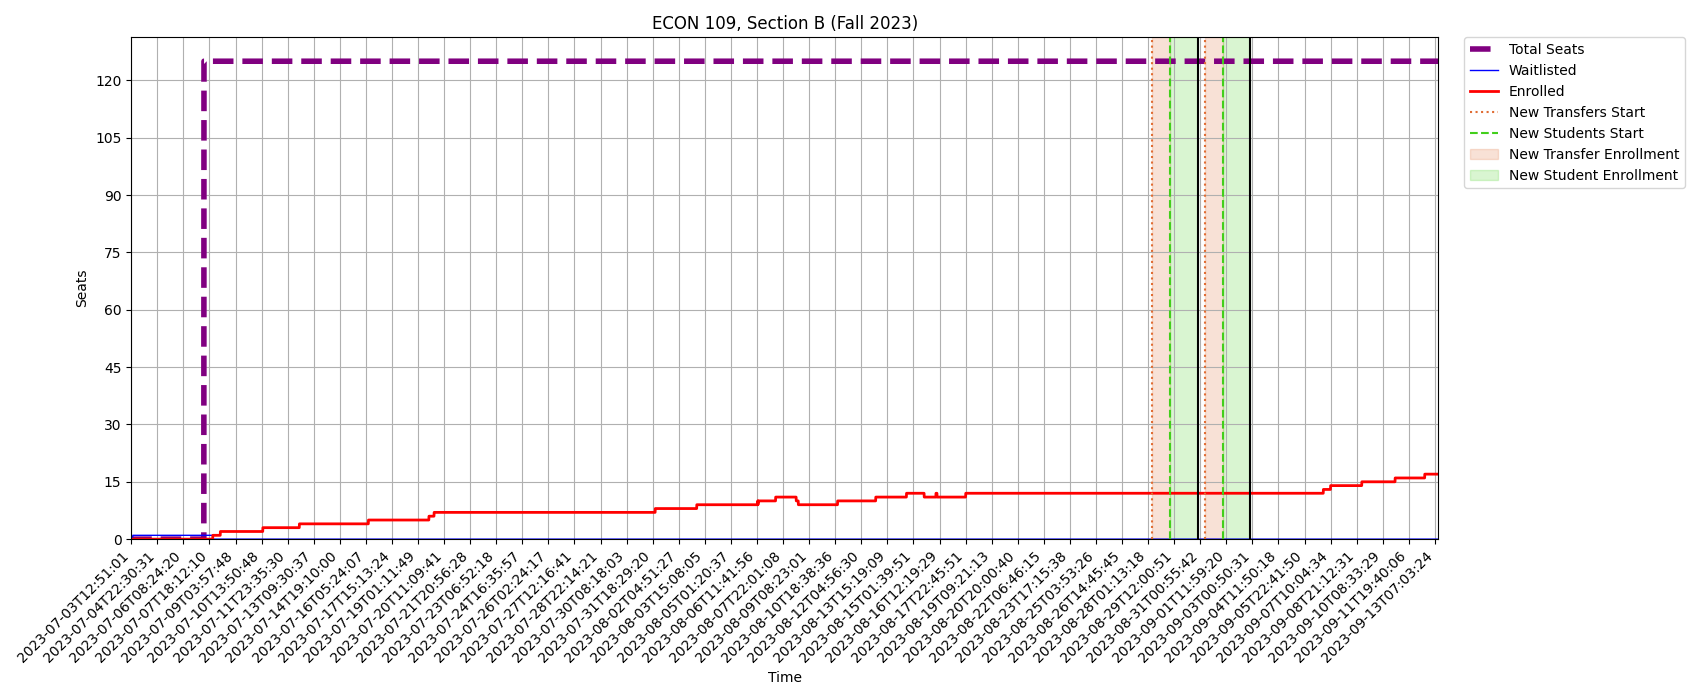 ECON 109, Section B (Fall 2023)
Total Seats
Waitlisted
Enrolled
New Transfers Start
New Students Start
New Transfer Enrollment
New Student Enrollment
Seats
120
105
90
75
60
45
30
15
0
2023-07-03T12:51:01
2023-07-04T22:30:31
2023-07-06T08:24:20
2023-07-07T18:12:10
2023-07-09T03:57:48
2023-07-10T13:50:48
2023-07-11T23:35:30
2023-07-13T09:30:37
2023-07-14T19:10:00
2023-07-16T05:24:07
2023-07-17T15:13:24
2023-07-19T01:11:49
2023-07-20T11:09:41
2023-07-21T20:56:28
2023-07-23T06:52:18
2023-07-24T16:35:57
2023-07-26T02:24:17
2023-07-27T12:16:41
2023-07-28T22:14:21
2023-07-30T08:18:03
2023-07-31T18:29:20
2023-08-02T04:51:27
2023-08-03T15:08:05
2023-08-05T01:20:37
2023-08-06T11:41:56
2023-08-07T22:01:08
2023-08-09T08:23:01
2023-08-10T18:38:36
2023-08-12T04:56:30
2023-08-13T15:19:09
2023-08-15T01:39:51
2023-08-16T12:19:29
2023-08-17T22:45:51
2023-08-19T09:21:13
2023-08-20T20:00:40
2023-08-22T06:46:15
2023-08-23T17:15:38
2023-08-25T03:53:26
2023-08-26T14:45:45
2023-08-28T01:13:18
2023-08-29T12:00:51
2023-08-31T00:55:42
2023-09-01T11:59:20
2023-09-03T00:50:31
2023-09-04T11:50:18
2023-09-05T22:41:50
2023-09-07T10:04:34
2023-09-08T21:12:31
2023-09-10T08:33:29
2023-09-11T19:40:06
2023-09-13T07:03:24
Time